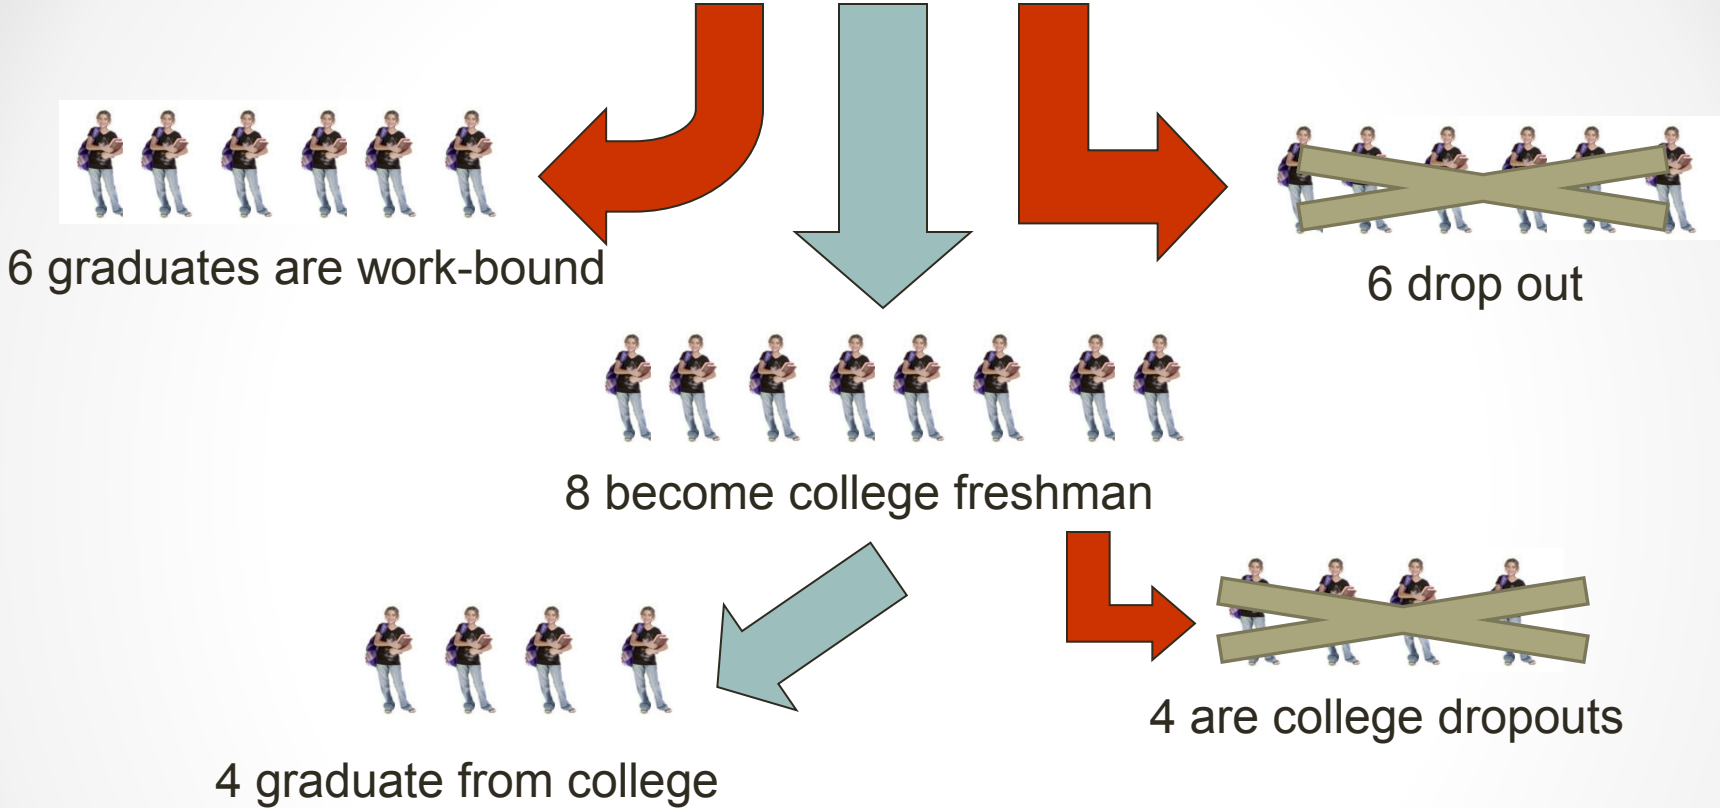 6 graduates are work-bound
6 drop out
8 become college freshman
4 are college dropouts
4 graduate from college